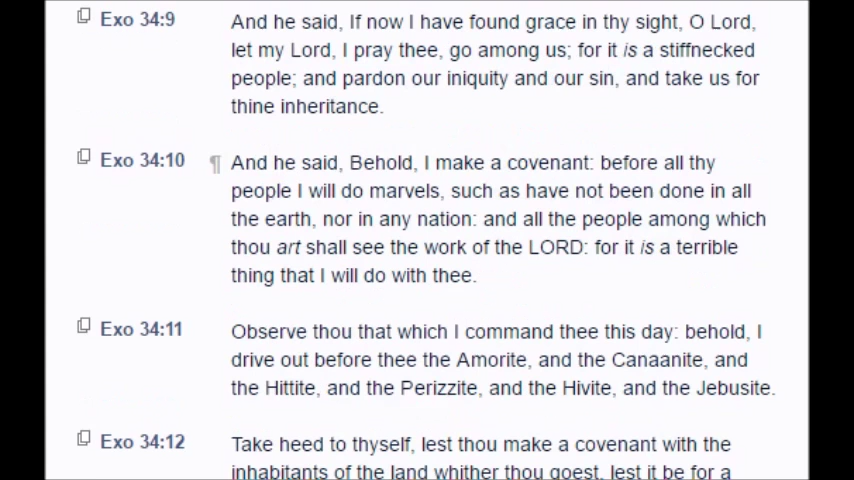 Exo 34:9 And he said, If now I have found grace in thy sight, O Lord,
let my Lord, I pray thee, go among us; for it is a stiffnecked
people; and pardon our iniquity and our sin, and take us for
thine inheritance.
Exo 34:10 ¶ And he said, Behold, I make a covenant: before all thy
people I will do marvels, such as have not been done in all
the earth, nor in any nation: and all the people among which
thou art shall see the work of the LORD: for it is a terrible
thing that I will do with thee.
Exo 34:11 Observe thou that which I command thee this day: behold, I
drive out before thee the Amorite, and the Canaanite, and
the Hittite, and the Perizzite, and the Hivite, and the Jebusite.
Exo 34:12 Take heed to thyself, lest thou make a covenant with the
inhabitants of the land whither thou goest, lest it be for a